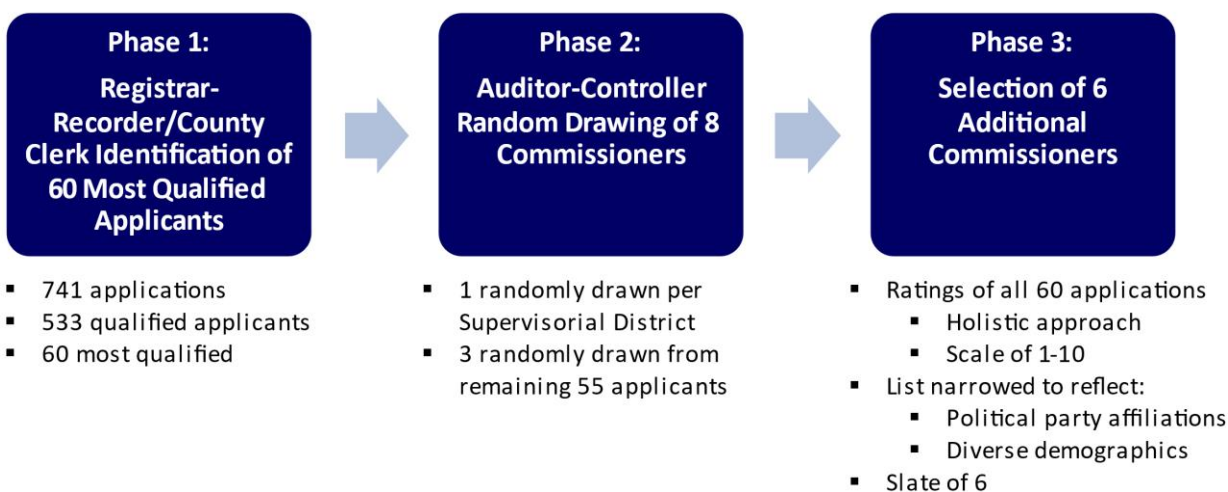 Phase 1:
Registrar-
Recorder/County
Clerk Identification of
60 Most Qualified
Applicants
▪ 741 applications
▪ 533 qualified applicants
▪ 60 most qualified
Phase 2:
Auditor-Controller
Random Drawing of 8
Commissioners
▪ 1 randomly drawn per
Supervisorial District
▪ 3 randomly drawn from
remaining 55 applicants
Phase 3:
Selection of 6
Additional
Commissioners
▪ Ratings of all 60 applications
▪ Holistic approach
▪ Scale of 1-10
▪ List narrowed to reflect:
▪ Political party affiliations
▪ Diverse demographics
▪ Slate of 6